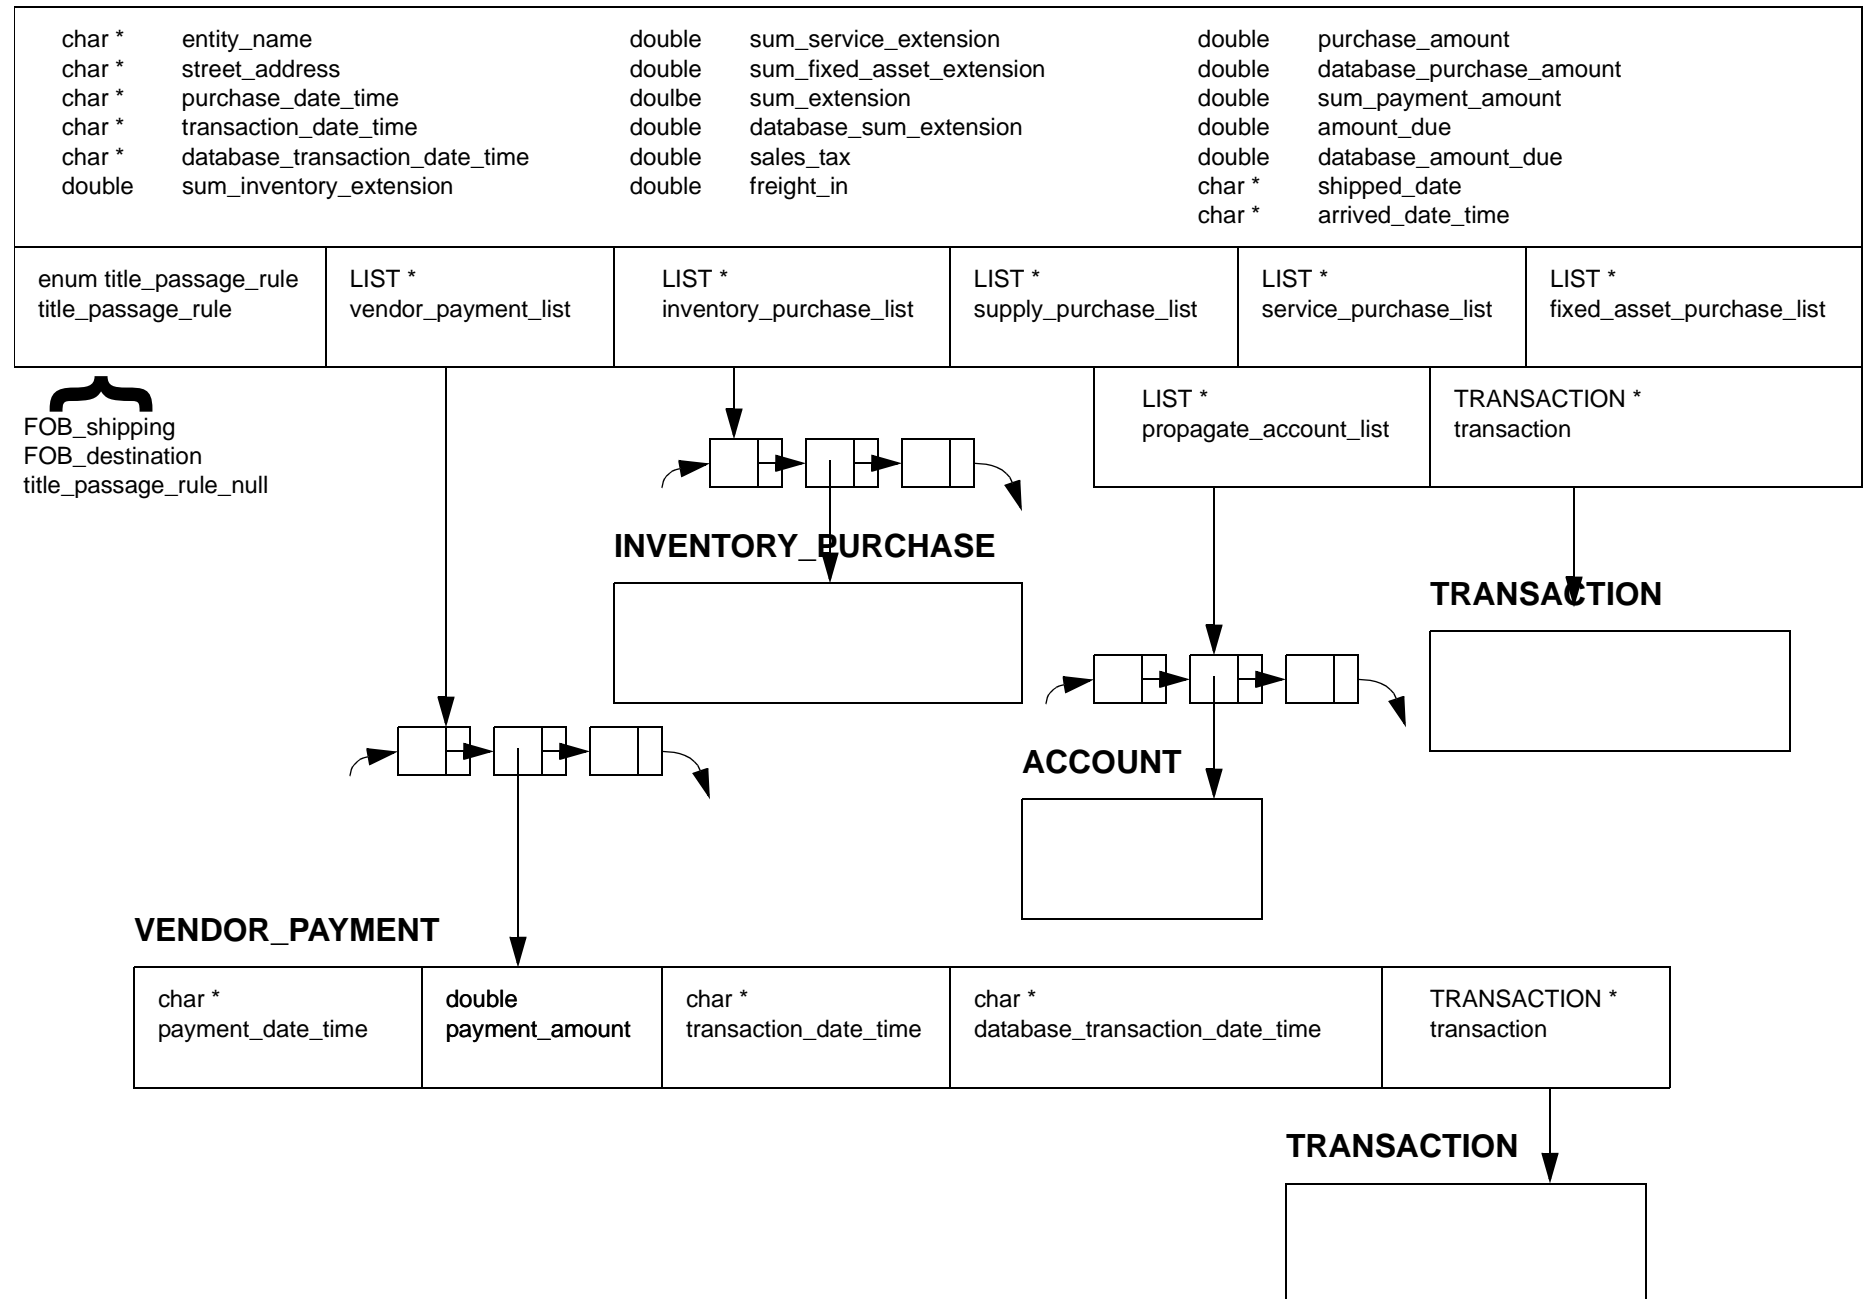 char * entity_name double sum_service_extension double purchase_amount
char * street_address double sum_fixed_asset_extension double database_purchase_amount
char * purchase_date_time doulbe sum_extension double sum_payment_amount
char * transaction_date_time double database_sum_extension double amount_due
char * database_transaction_date_time double sales_tax double database_amount_due
double sum_inventory_extension double freight_in char * shipped_date
char * arrived_date_time
enum title_passage_rule LIST * LIST * LIST * LIST * LIST *
title_passage_rule vendor_payment_list inventory_purchase_list supply_purchase_list service_purchase_list fixed_asset_purchase_list
LIST * TRANSACTION *
propagate_account_list transaction
FOB_shipping
FOB_destination
title_passage_rule_null
INVENTORY_PURCHASE
TRANSACTION
ACCOUNT
VENDOR_PAYMENT
char * double char * char * TRANSACTION *
payment_date_time payment_amount transaction_date_time database_transaction_date_time transaction
TRANSACTION